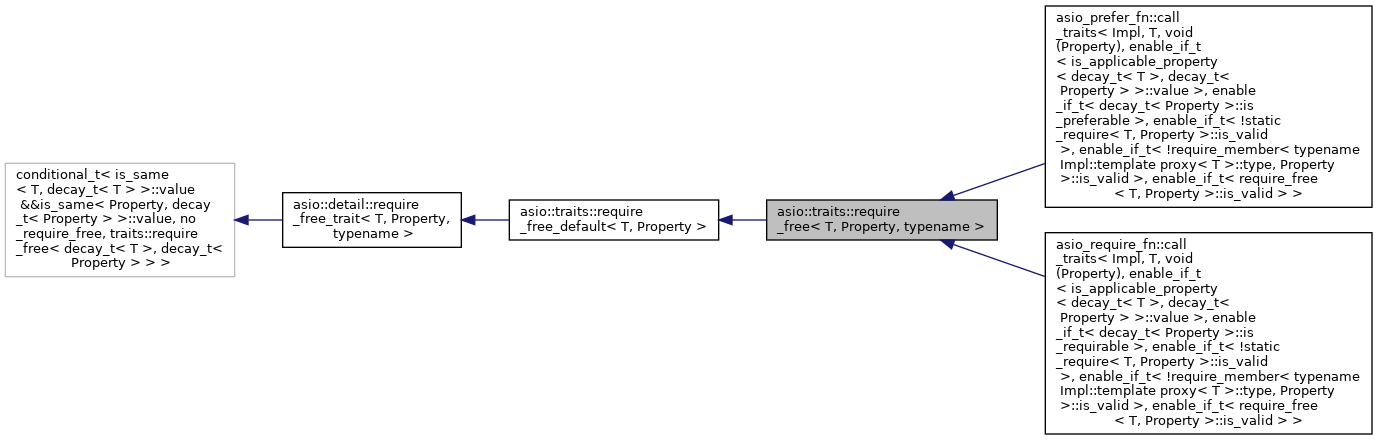 conditional_t< is_same
< T, decay_t< T > >::value
&&is_same< Property, decay
_t< Property > >::value, no
_require_free, traits::require
_free< decay_t< T >, decay_t<
Property > > >
asio::detail::require
_free_trait< T, Property,
typename >
asio::traits::require
_free_default< T, Property >
asio::traits::require
_free< T, Property, typename >
asio_prefer_fn::call
_traits< Impl, T, void
(Property), enable_if_t
< is_applicable_property
< decay_t< T >, decay_t<
Property > >::value >, enable
_if_t< decay_t< Property >::is
_preferable >, enable_if_t< !static
_require< T, Property >::is_valid
>, enable_if_t< !require_member< typename
Impl::template proxy< T >::type, Property
>::is_valid >, enable_if_t< require_free
< T, Property >::is_valid > >
asio_require_fn::call
_traits< Impl, T, void
(Property), enable_if_t
< is_applicable_property
< decay_t< T >, decay_t<
Property > >::value >, enable
_if_t< decay_t< Property >::is
_requirable >, enable_if_t< !static
_require< T, Property >::is_valid
>, enable_if_t< !require_member< typename
Impl::template proxy< T >::type, Property
>::is_valid >, enable_if_t< require_free
< T, Property >::is_valid > >